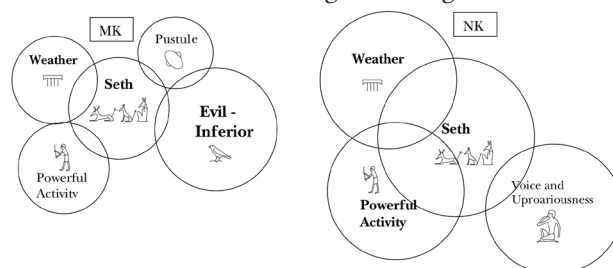 MK
Pustule
Weather
Seth
Evil -
Inferior
Powerful
Activity
NK
Weather
Seth
Powerful
Activity
Voice and
Uproariousness